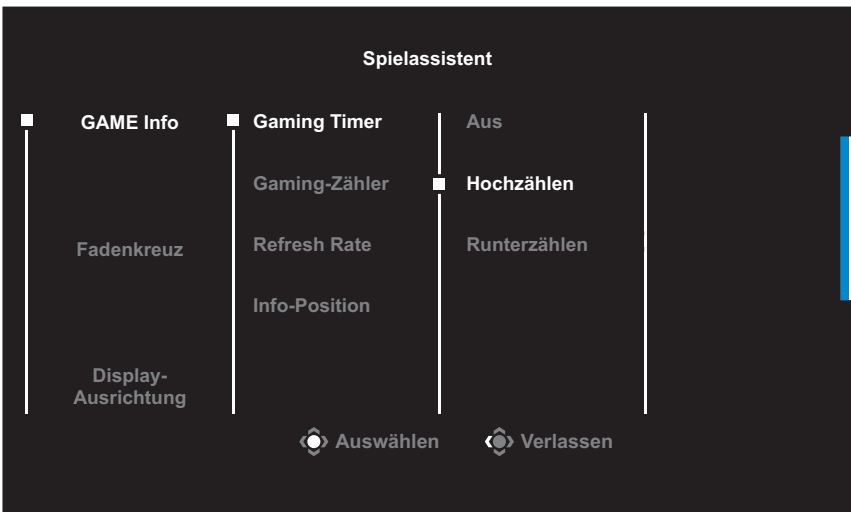 Spielassistent
GAME Info
Gaming Timer
Aus
Gaming-Zähler
Hochzählen
Fadenkreuz
Refresh Rate
Runterzählen
Info-Position
Display-
Ausrichtung
Auswählen
Verlassen